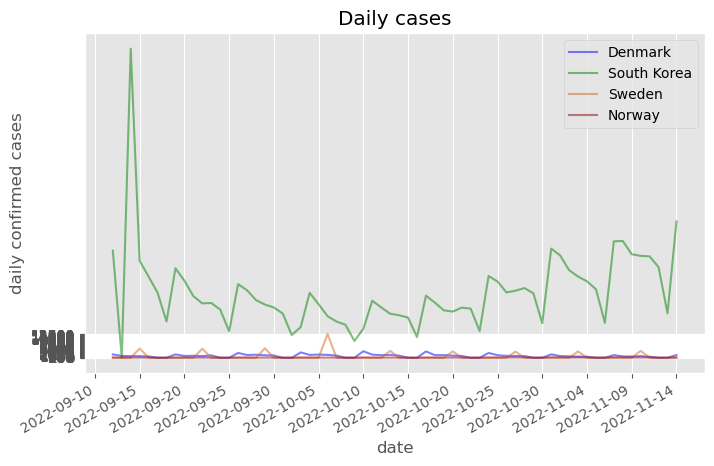 Daily cases
Denmark
South Korea
Sweden
Norway
daily confirmed cases
2022-09-10
2022-09-15
2022-09-20
2022-09-25
2022-09-30
2022-10-05
2022-10-10
2022-10-15
2022-10-20
2022-10-25
2022-10-30
2022-11-04
2022-11-09
2022-11-14
date